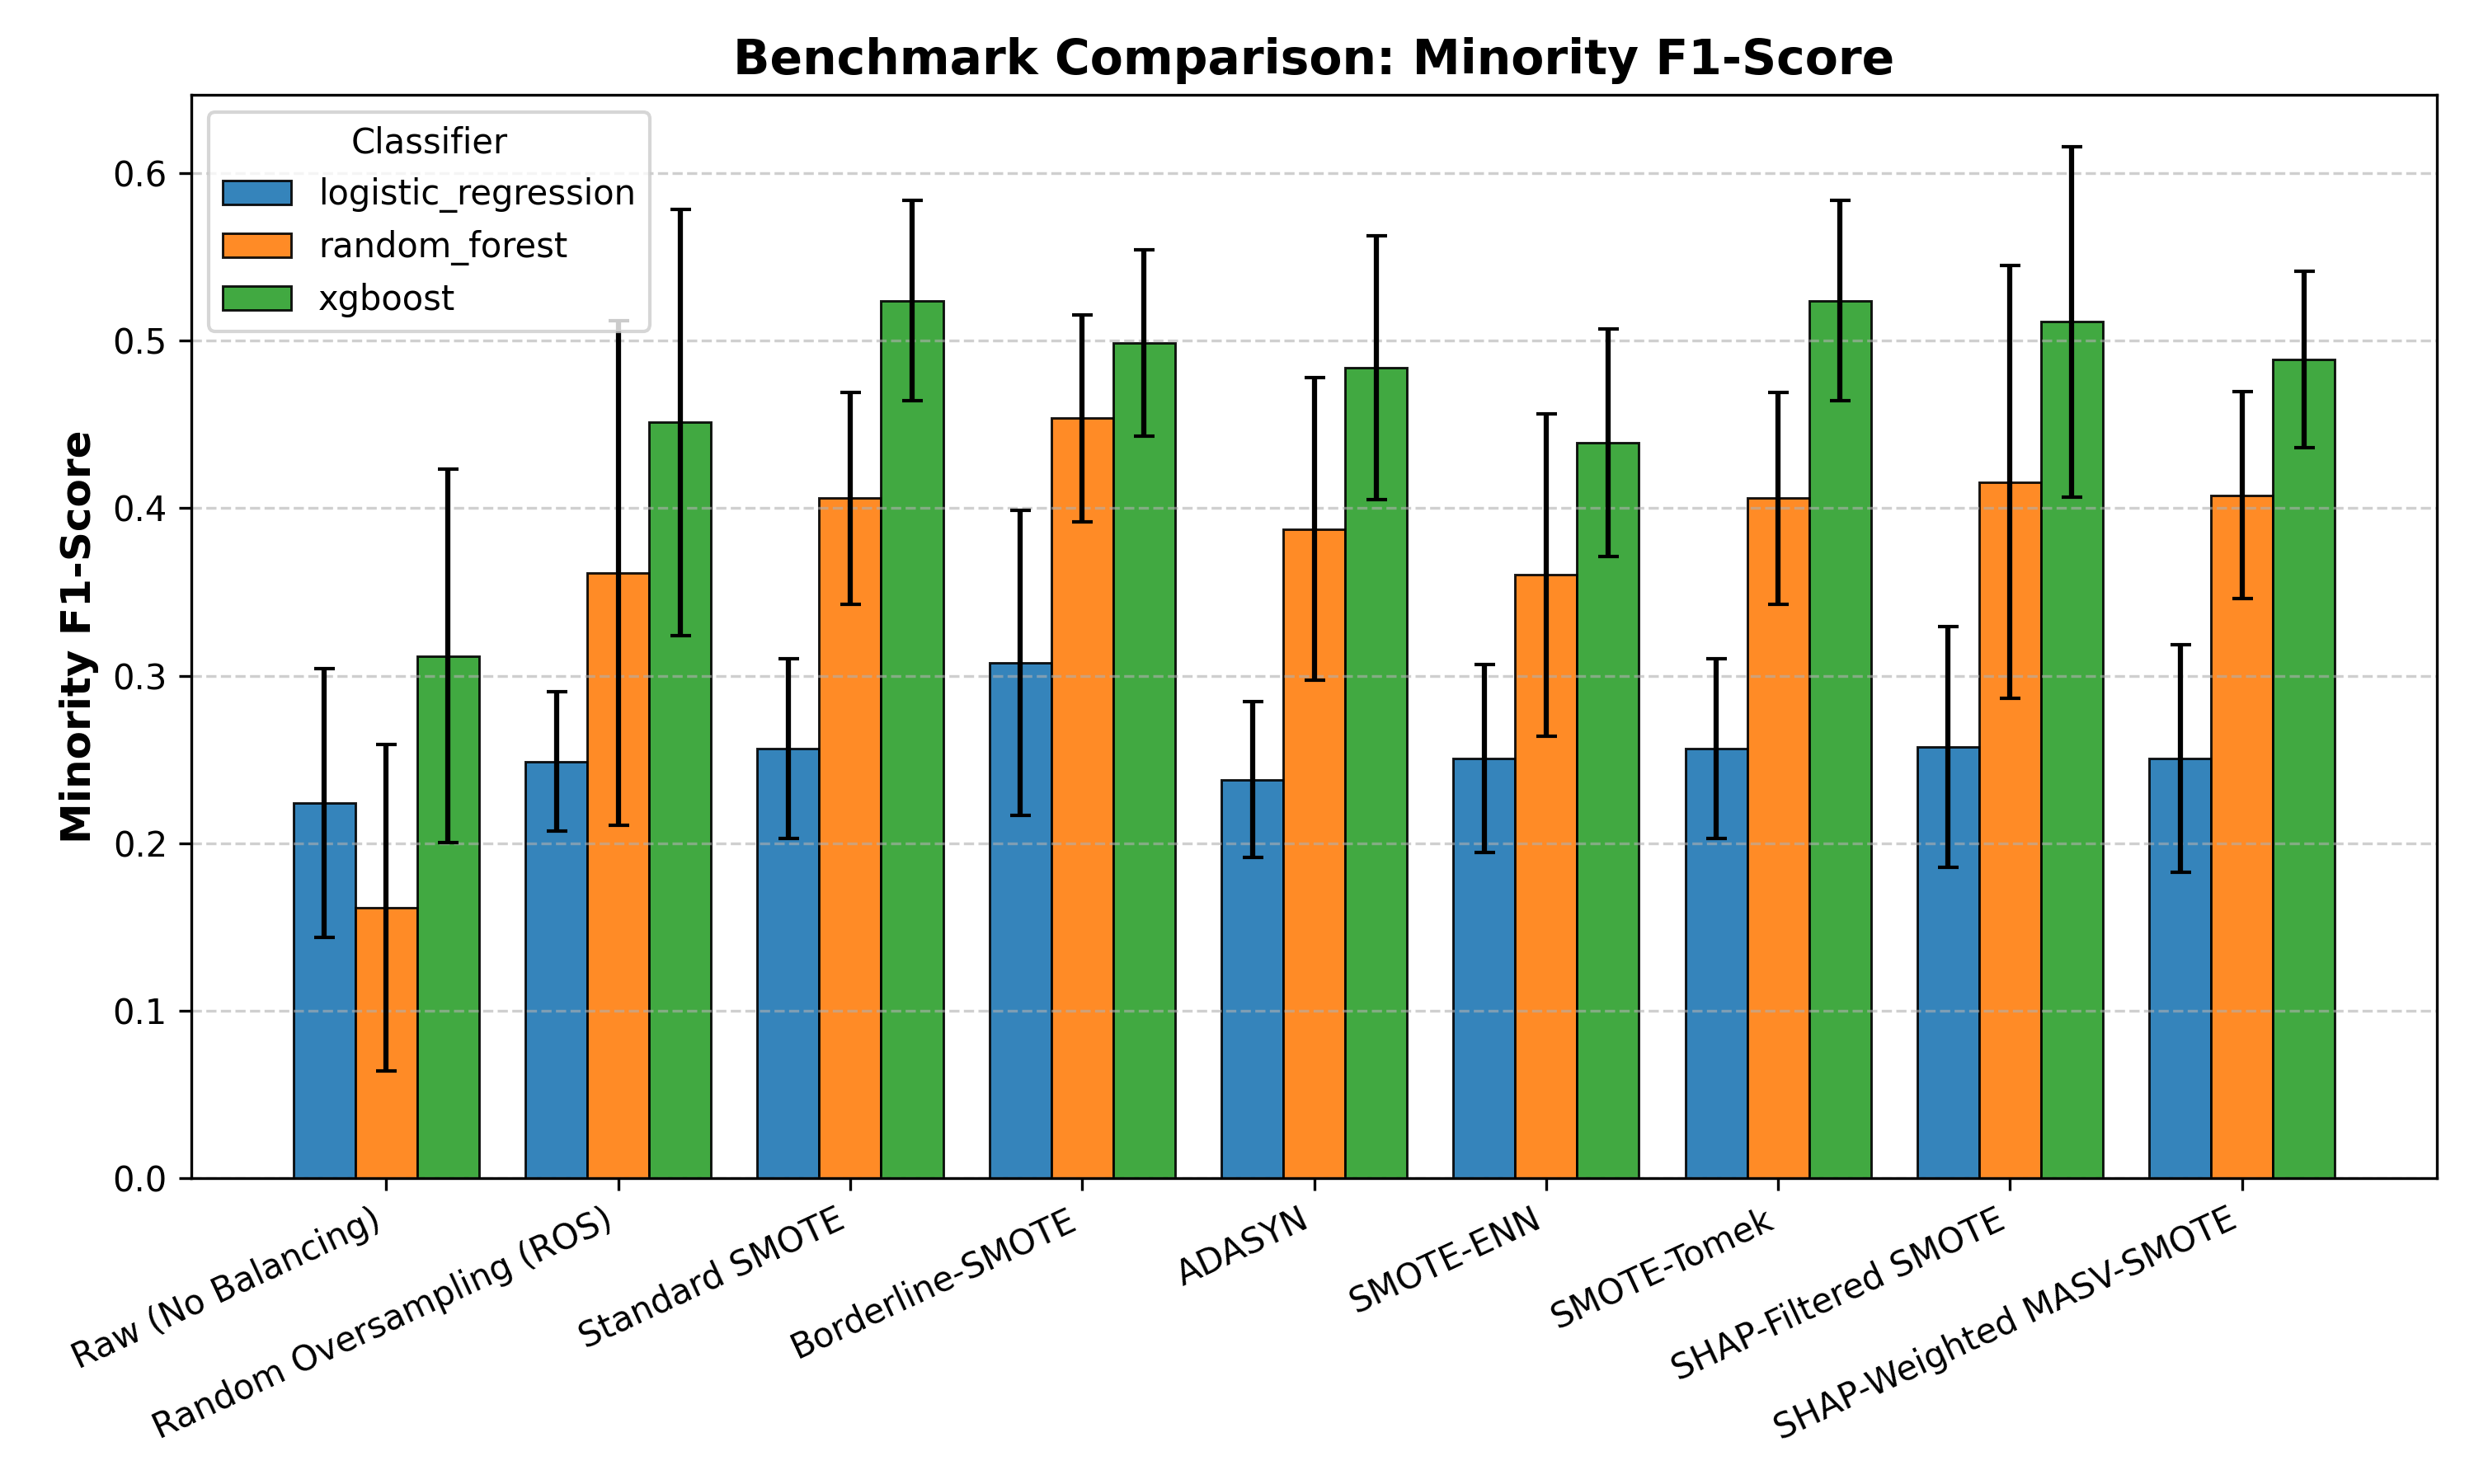 Benchmark Comparison: Minority F1-Score
Classifier
logistic_regression
random_forest
xgboost
Minority F1-Score
0.6
0.5
0.4
0.3
0.2
0.1
0.0
Raw (No Balancing)
Random Oversampling (ROS)
Standard SMOTE
Borderline-SMOTE
ADASYN
SMOTE-ENN
SMOTE-Tomek
SHAP-Filtered SMOTE
SHAP-Weighted MASV-SMOTE